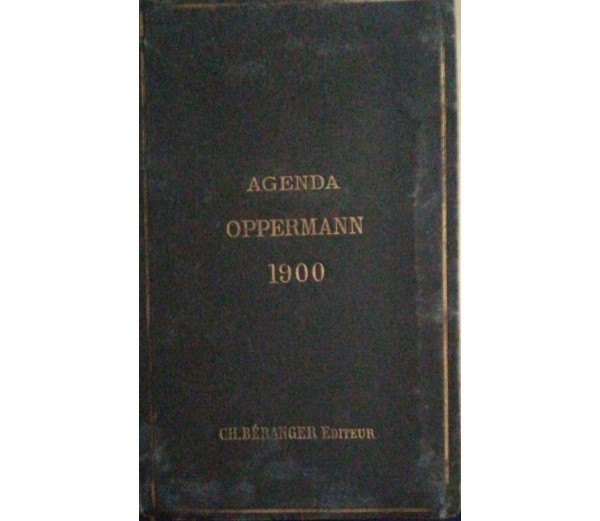 AGENDA
OPPERMANN
1900
CH. BÉRANGER EDITEUR